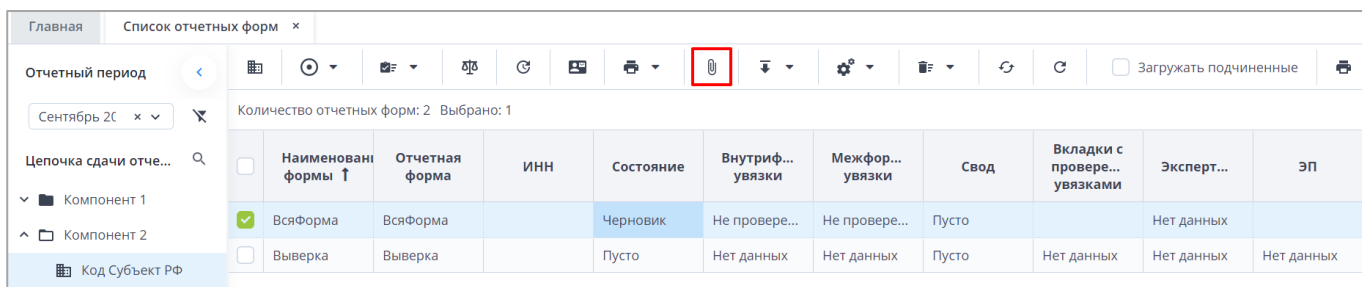 Главная Список отчетных форм ×
Отчетный период
Загружать подчиненные
Сентябрь 20
Количество отчетных форм: 2 Выбрано: 1
Цепочка сдачи отче...
Компонент 1
Компонент 2
Код Субъект РФ
Наименован формы ↑ Отчетная форма ИНН Состояние Внутриф... увязки Межфор... увязки Свод Вкладки с провере... увязками Эксперт... ЭП
ВсяФорма ВсяФорма Черновик Не провере... Не провере... Пусто Нет данных
Выверка Выверка Пусто Нет данных Нет данных Пусто Нет данных Нет данных Нет данных